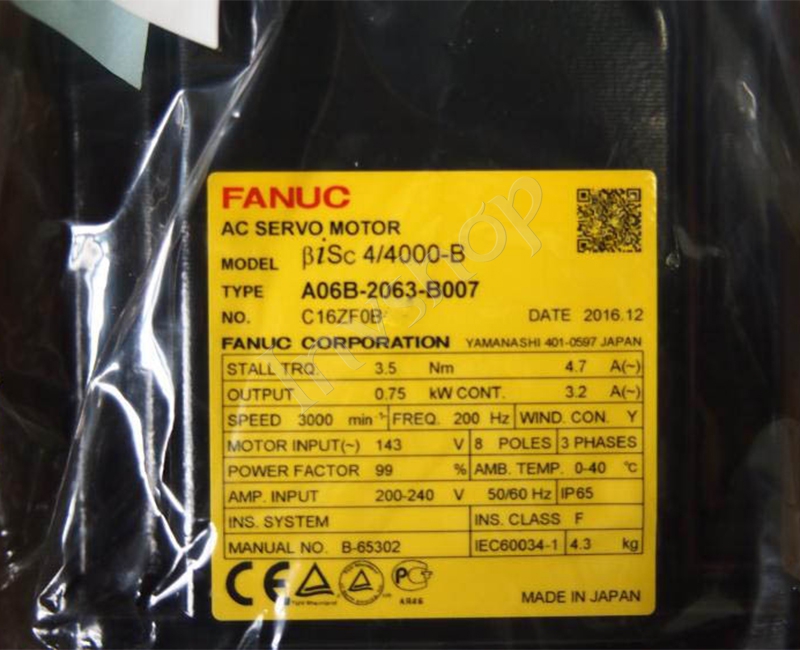 FANUC
AC SERVO MOTOR
MODEL βiSc 4/4000-B
TYPE A06B-2063-B007
NO. C16ZF0B DATE 2016.12
FANUC CORPORATION YAMANASHI 401-0597 JAPAN
STALL TRQ. 3.5 Nm 4.7 A(~)
OUTPUT 0.75 kW CONT. 3.2 A(~)
SPEED 3000 min⁻¹ FREQ. 200 Hz WIND. CON. Y
MOTOR INPUT(~) 143 V 8 POLES 3 PHASES
POWER FACTOR 99 % AMB. TEMP. 0-40 ℃
AMP. INPUT 200-240 V 50/60 Hz IP65
INS. SYSTEM INS. CLASS F
MANUAL NO. B-65302 IEC60034-1 4.3 kg
CE
TÜV Rheinland
MADE IN JAPAN